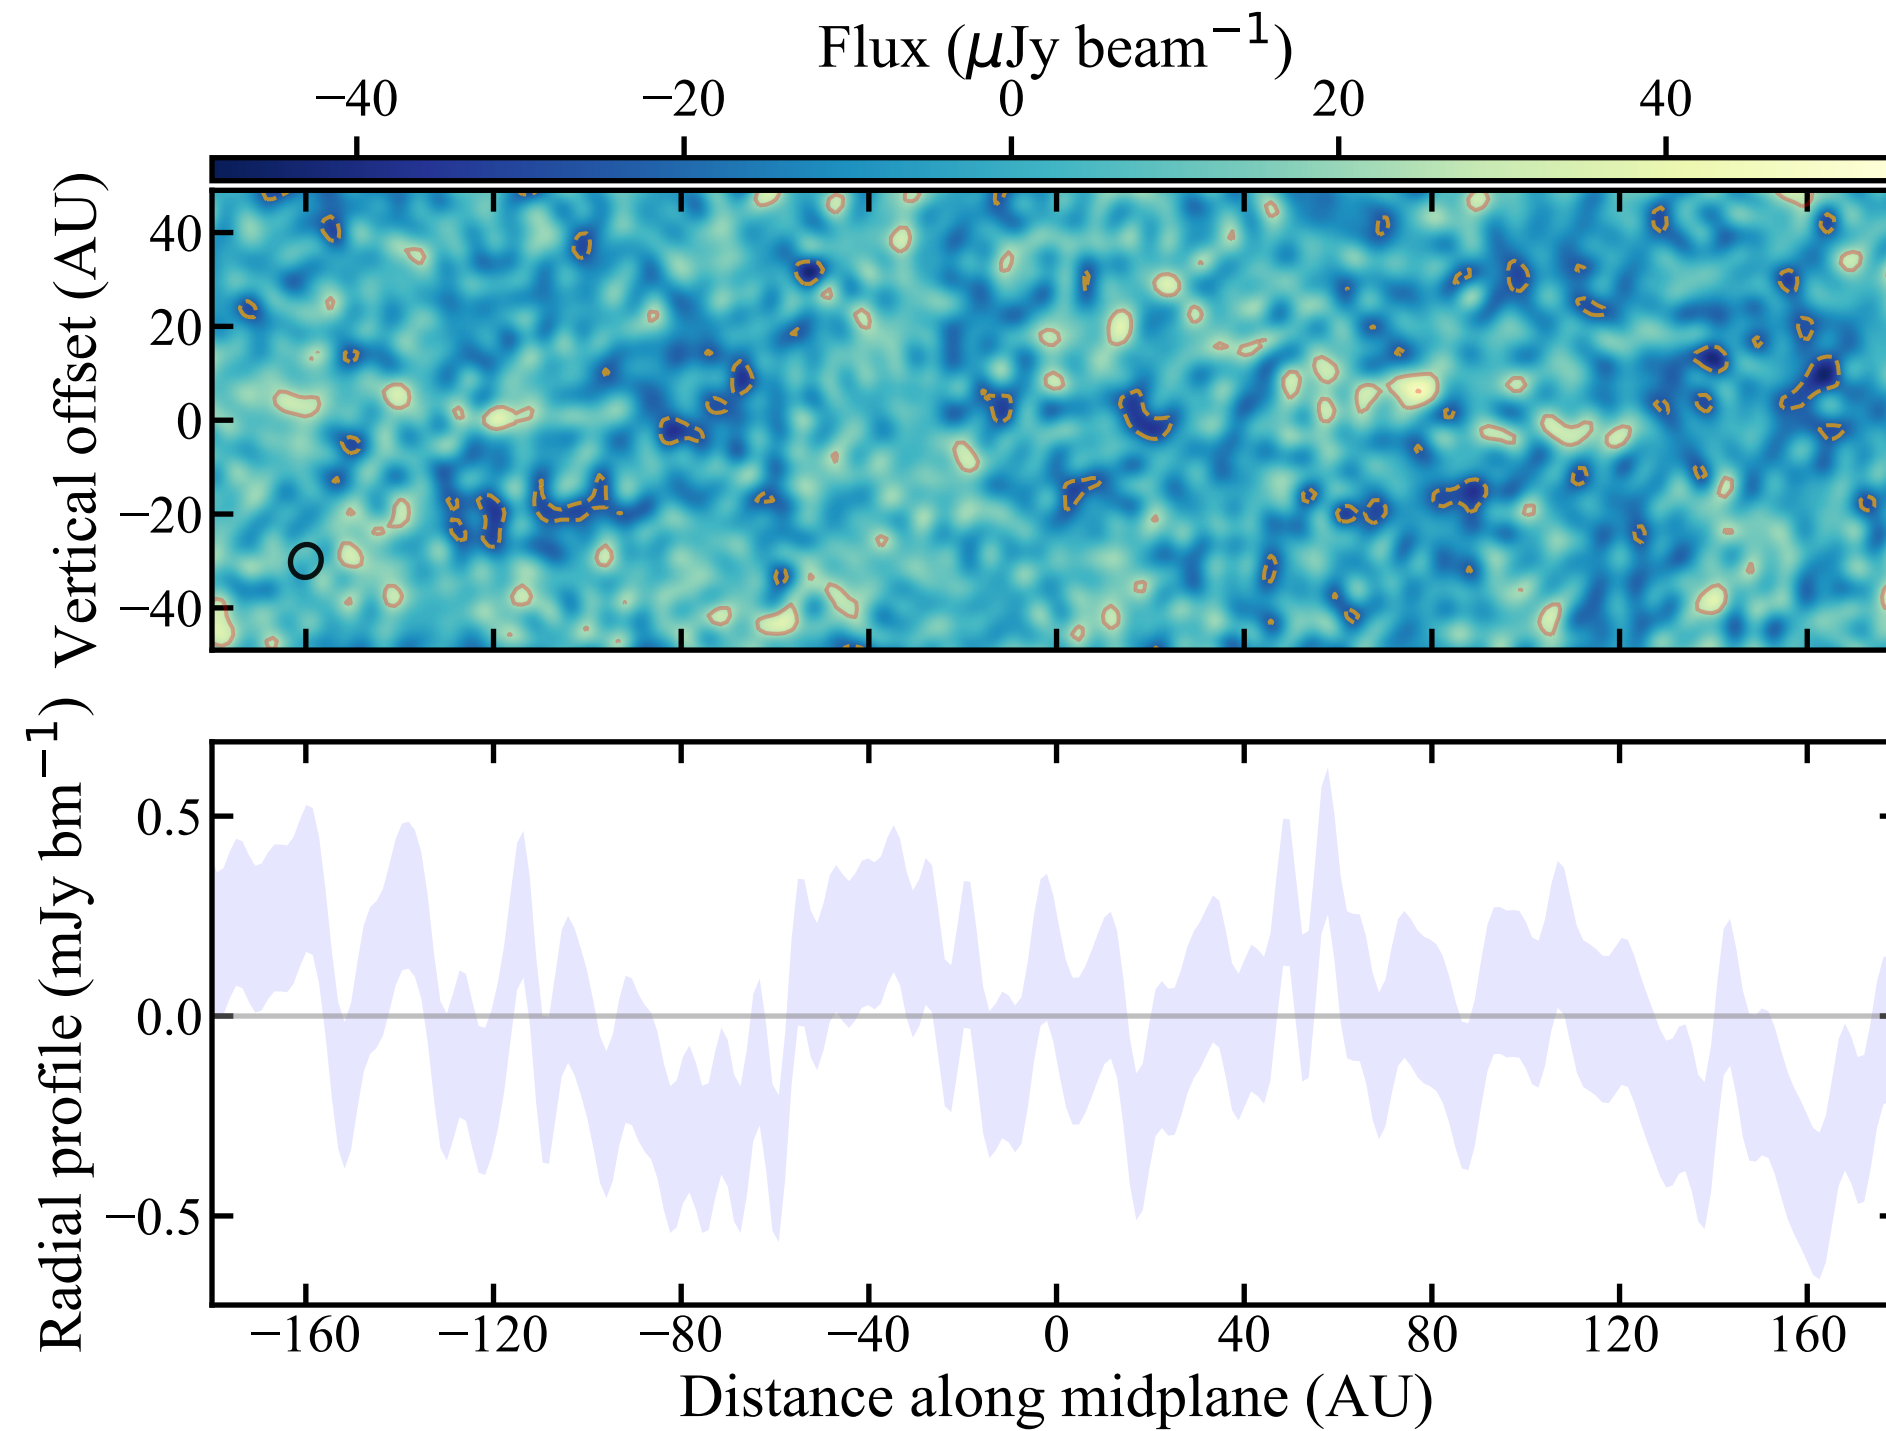 Flux (μJy beam⁻¹)
−40 −20 0 20 40
Vertical offset (AU)
40
20
0
−20
−40
Radial profile (mJy bm⁻¹)
0.5
0.0
−0.5
−160 −120 −80 −40 0 40 80 120 160
Distance along midplane (AU)